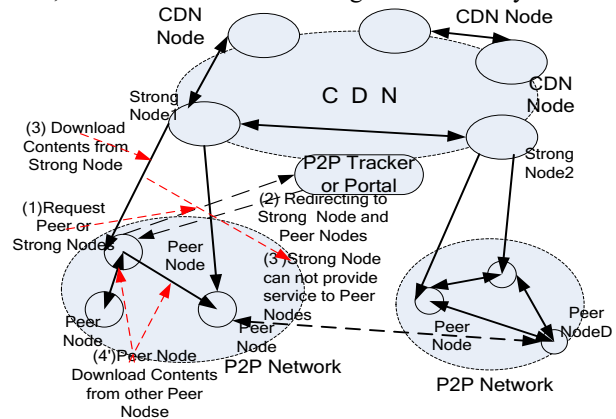 CDN
Node
CDN Node
CDN
Node
C D N
Strong
Node1
Strong
Node2
(3) Download
Contents from
Strong Node
P2P Tracker
or Portal
(1)Request
Peer or
Strong Nodes
(2) Redirecting to
Strong Node and
Peer Nodes
Peer
Node
(3')Strong Node
can not provide
service to Peer
Nodes
Peer
Node
Peer
Node
Peer
Node
Peer
NodeD
(4')Peer Node
Download Contents
from other Peer
Nodse
P2P Network
P2P Network